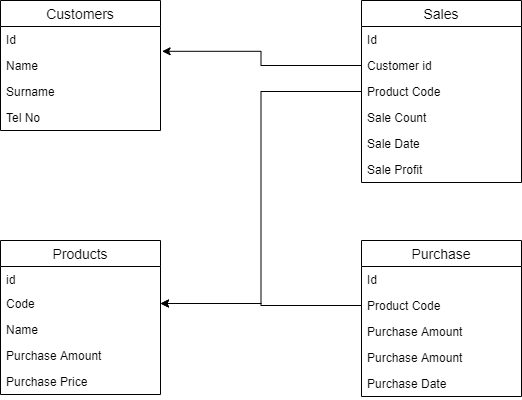 Customers
Id
Name
Surname
Tel No
Sales
Id
Customer id
Product Code
Sale Count
Sale Date
Sale Profit
Products
id
Code
Name
Purchase Amount
Purchase Price
Purchase
Id
Product Code
Purchase Amount
Purchase Amount
Purchase Date